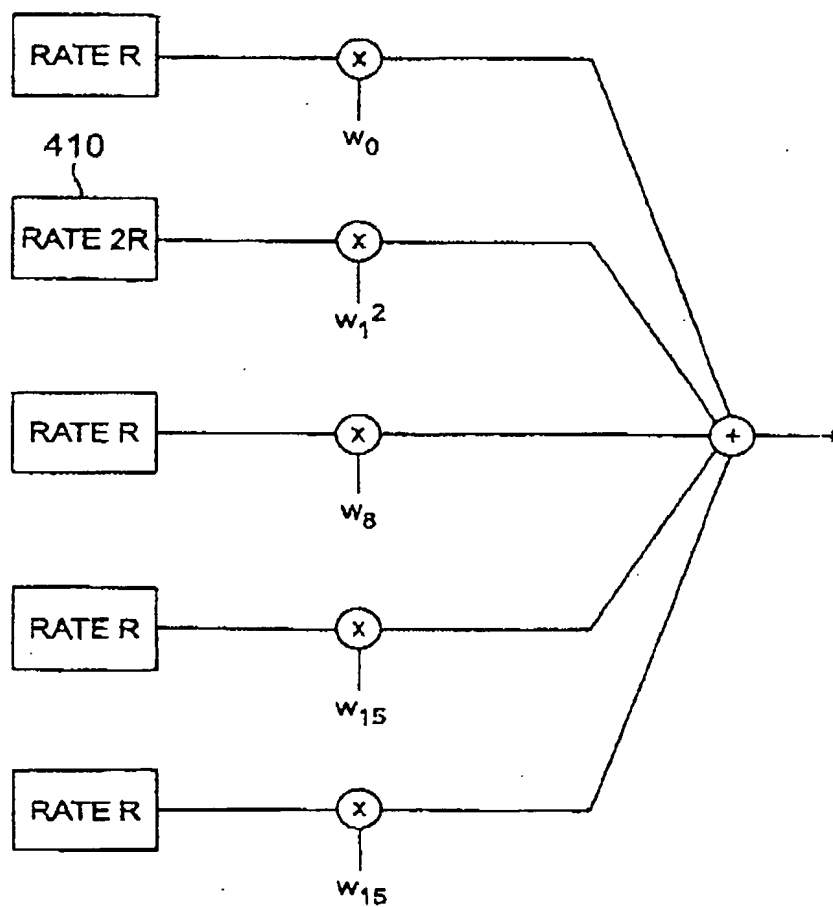 RATE R
x
w₀
410
RATE 2R
x
w₁²
RATE R
x
w₈
+
RATE R
x
w₁₅
RATE R
x
w₁₅